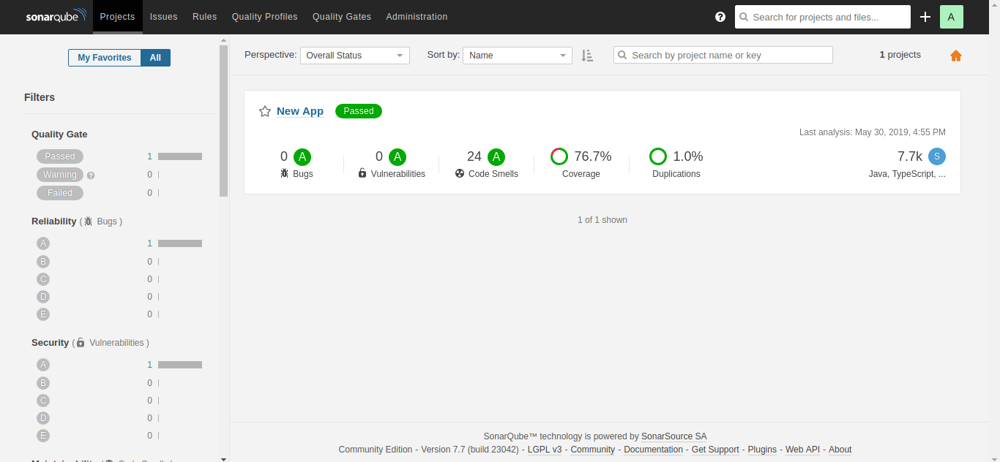 sonarqube Projects Issues Rules Quality Profiles Quality Gates Administration ? Search for projects and files... A
My Favorites All
Perspective: Overall Status Sort by: Name Search by project name or key 1 projects
Filters
Quality Gate
Passed 1
Warning ? 0
Failed 0
Reliability ( Bugs )
A 1
B 0
C 0
D 0
E 0
Security ( Vulnerabilities )
A 1
B 0
C 0
D 0
E 0
New App Passed
Last analysis: May 30, 2019, 4:55 PM
0 A 0 A 24 A 76.7% 1.0% 7.7k S
Bugs Vulnerabilities Code Smells Coverage Duplications Java, TypeScript, ...
1 of 1 shown
SonarQube™ technology is powered by SonarSource SA
Community Edition - Version 7.7 (build 23042) - LGPL v3 - Community - Documentation - Get Support - Plugins - Web API - About